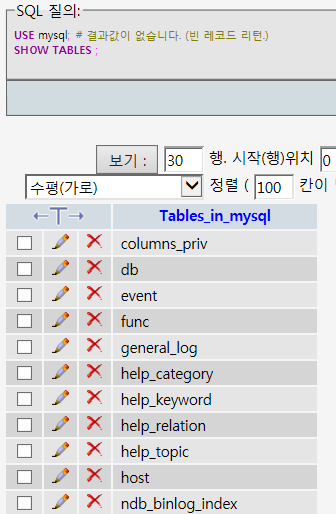 SQL 질의:
USE mysql; # 결과값이 없습니다. (빈 레코드 리턴.)
SHOW TABLES ;
보기 : 30 행. 시작(행)위치 0
수평(가로) 정렬 ( 100 칸이
Tables_in_mysql
columns_priv
db
event
func
general_log
help_category
help_keyword
help_relation
help_topic
host
ndb_binlog_index